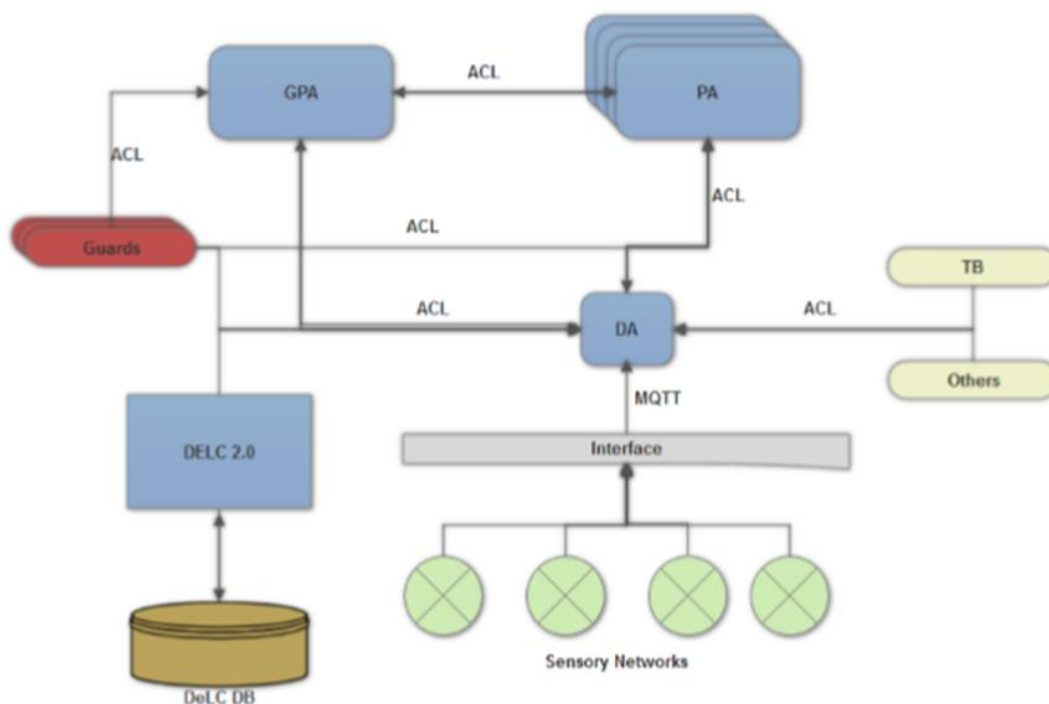 ACL
GPA
PA
ACL
ACL
Guards
ACL
TB
ACL
DA
ACL
Others
MQTT
DELC 2.0
Interface
Sensory Networks
DeLC DB